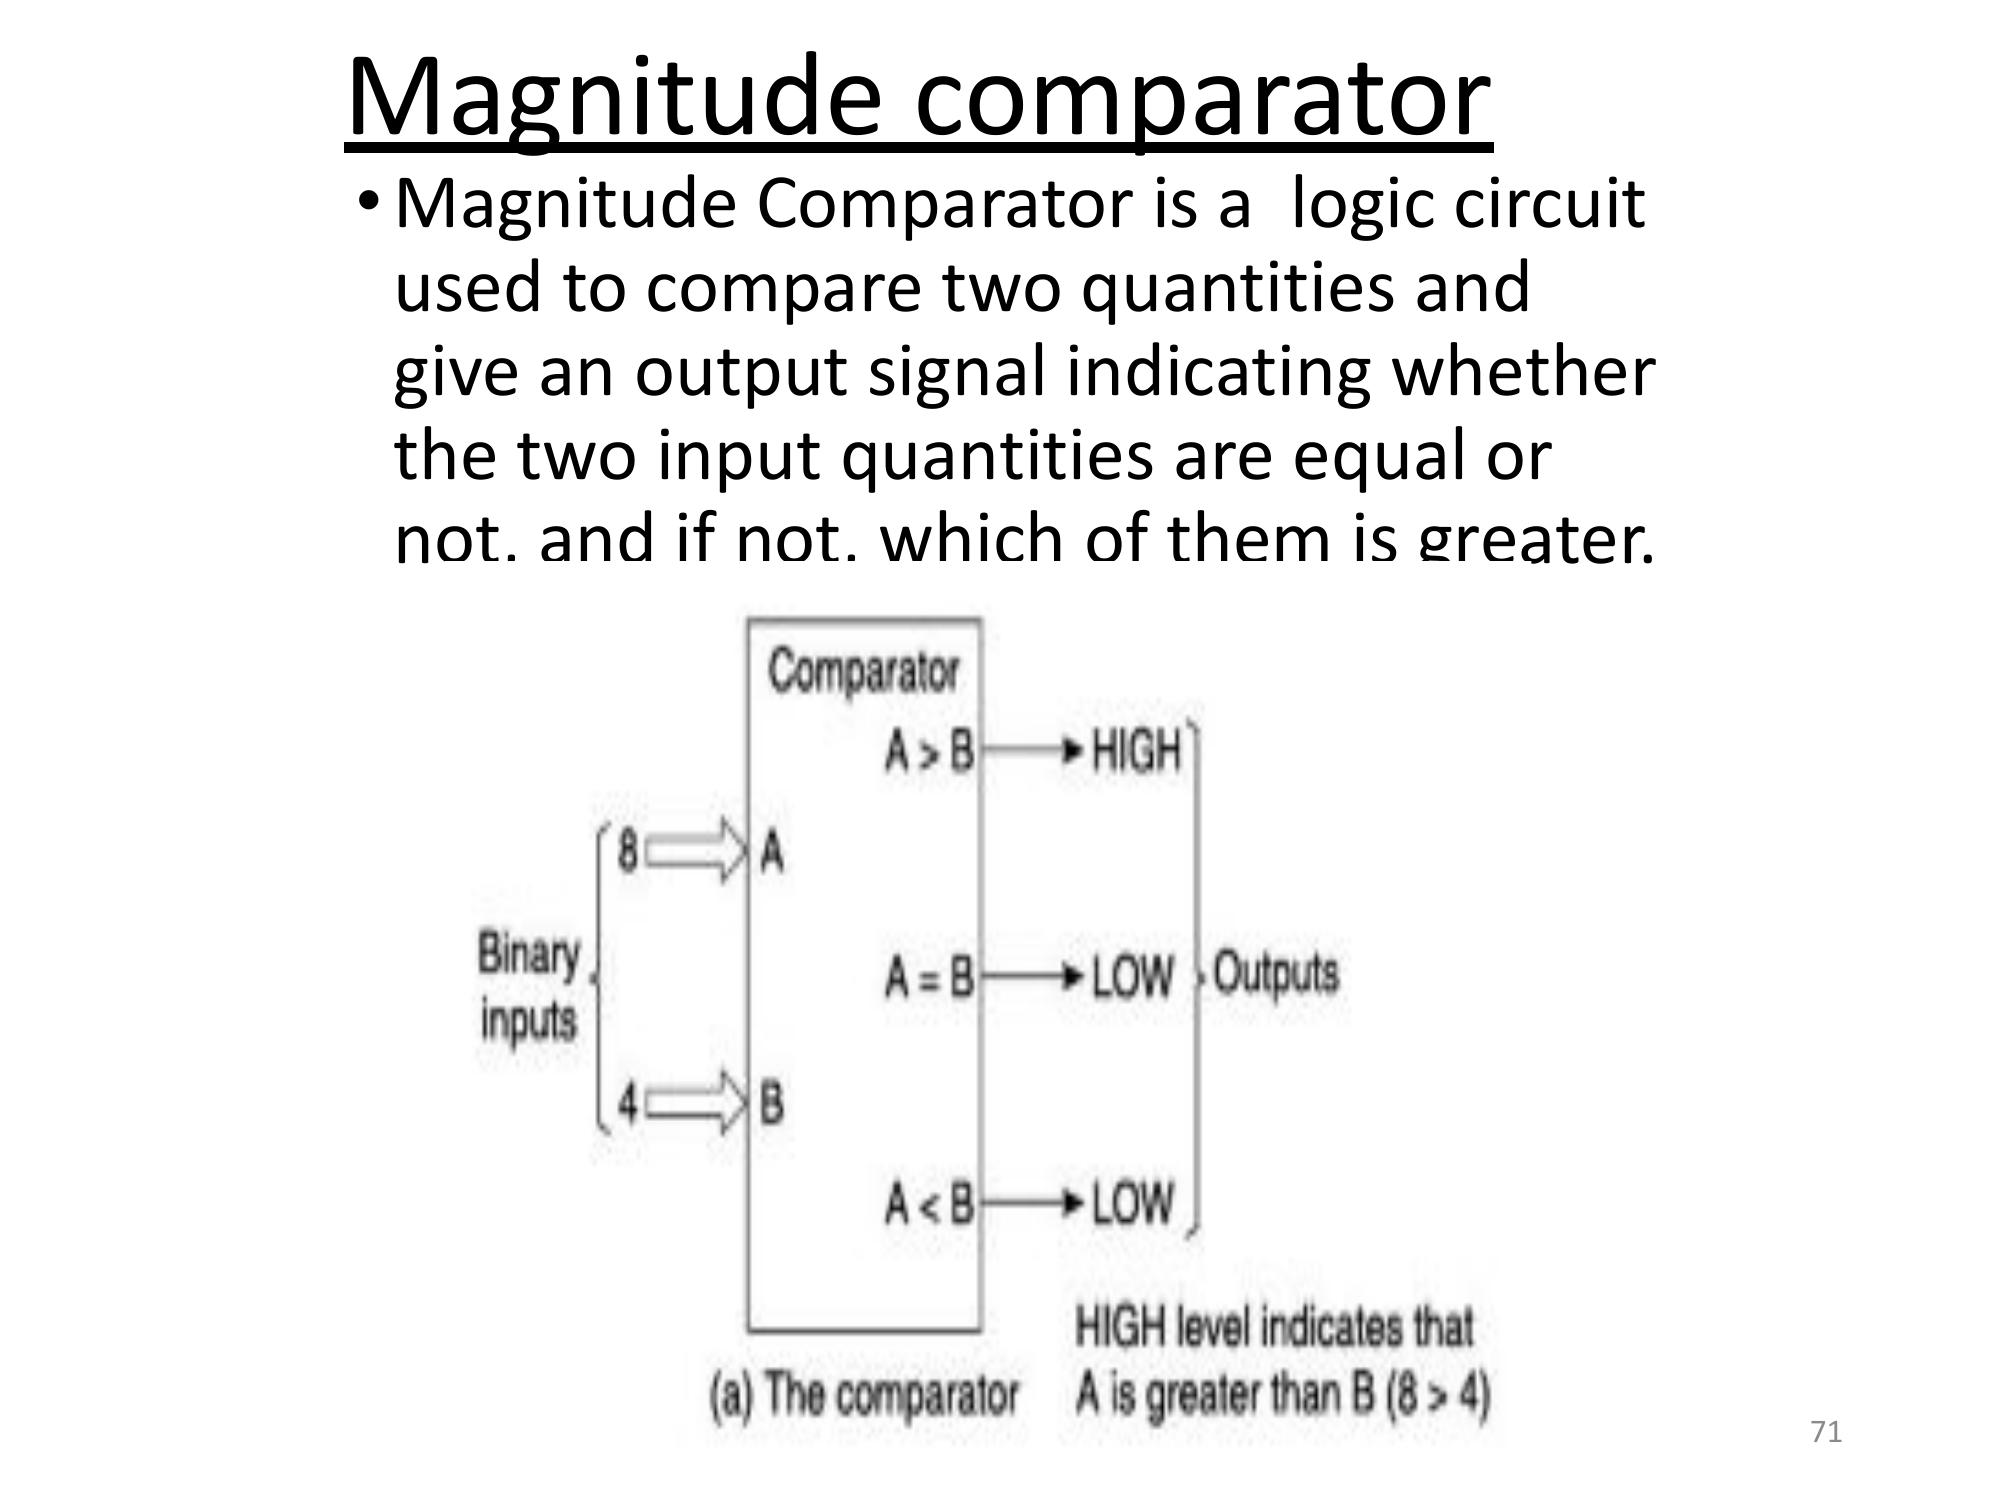 Magnitude comparator
• Magnitude Comparator is a logic circuit
used to compare two quantities and
give an output signal indicating whether
the two input quantities are equal or
not, and if not, which of them is greater.
Comparator
A > B HIGH
8 A
Binary
inputs
A = B LOW Outputs
4 B
A < B LOW
HIGH level indicates that
A is greater than B (8 > 4)
(a) The comparator
71